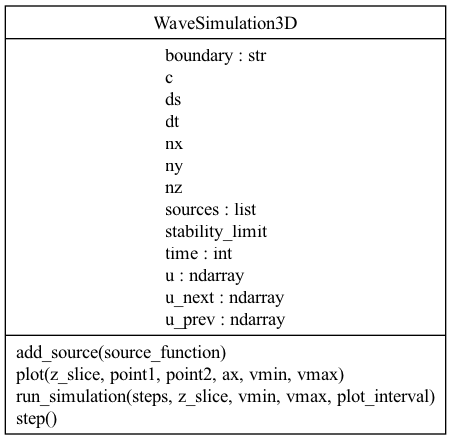 WaveSimulation3D
boundary : str
c
ds
dt
nx
ny
nz
sources : list
stability_limit
time : int
u : ndarray
u_next : ndarray
u_prev : ndarray
add_source(source_function)
plot(z_slice, point1, point2, ax, vmin, vmax)
run_simulation(steps, z_slice, vmin, vmax, plot_interval)
step()